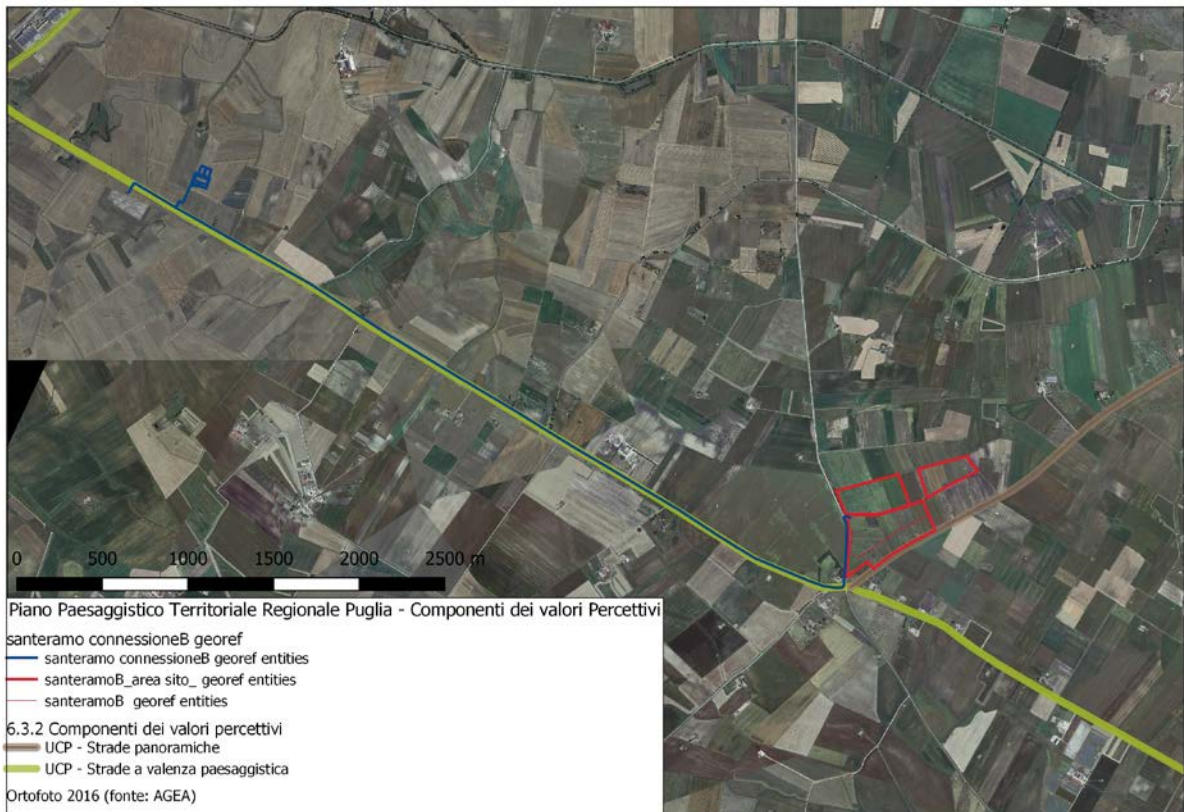 0 500 1000 1500 2000 2500 m
Piano Paesaggistico Territoriale Regionale Puglia - Componenti dei valori Percettivi
santeramo connessioneB georef
santeramo connessioneB georef entities
santeramoB_area sito_ georef entities
santeramoB georef entities
6.3.2 Componenti dei valori percettivi
UCP - Strade panoramiche
UCP - Strade a valenza paesaggistica
Ortofoto 2016 (fonte: AGEA)